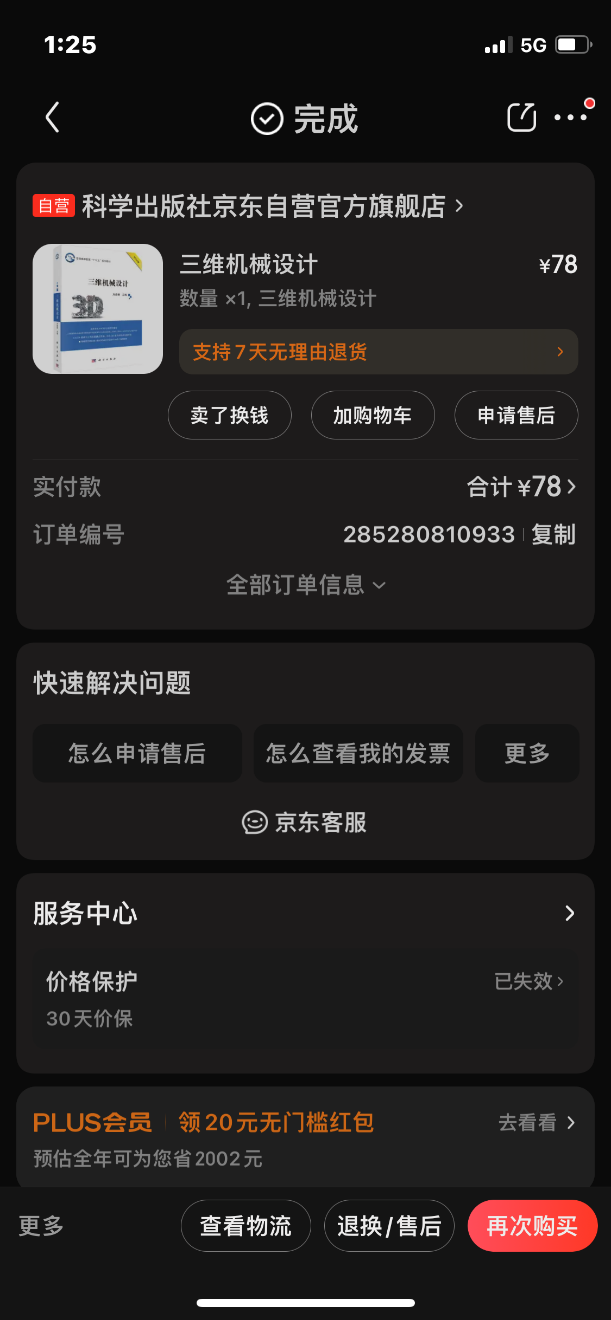 1:25
5G
完成
自营 科学出版社京东自营官方旗舰店
三维机械设计
3D
三维机械设计 ¥78
数量 ×1, 三维机械设计
支持7天无理由退货
卖了换钱 加购物车 申请售后
实付款 合计 ¥78
订单编号 285280810933 复制
全部订单信息
快速解决问题
怎么申请售后 怎么查看我的发票 更多
京东客服
服务中心
价格保护 已失效
30天价保
PLUS会员 领20元无门槛红包 去看看
预估全年可为您省2002元
更多 查看物流 退换/售后 再次购买